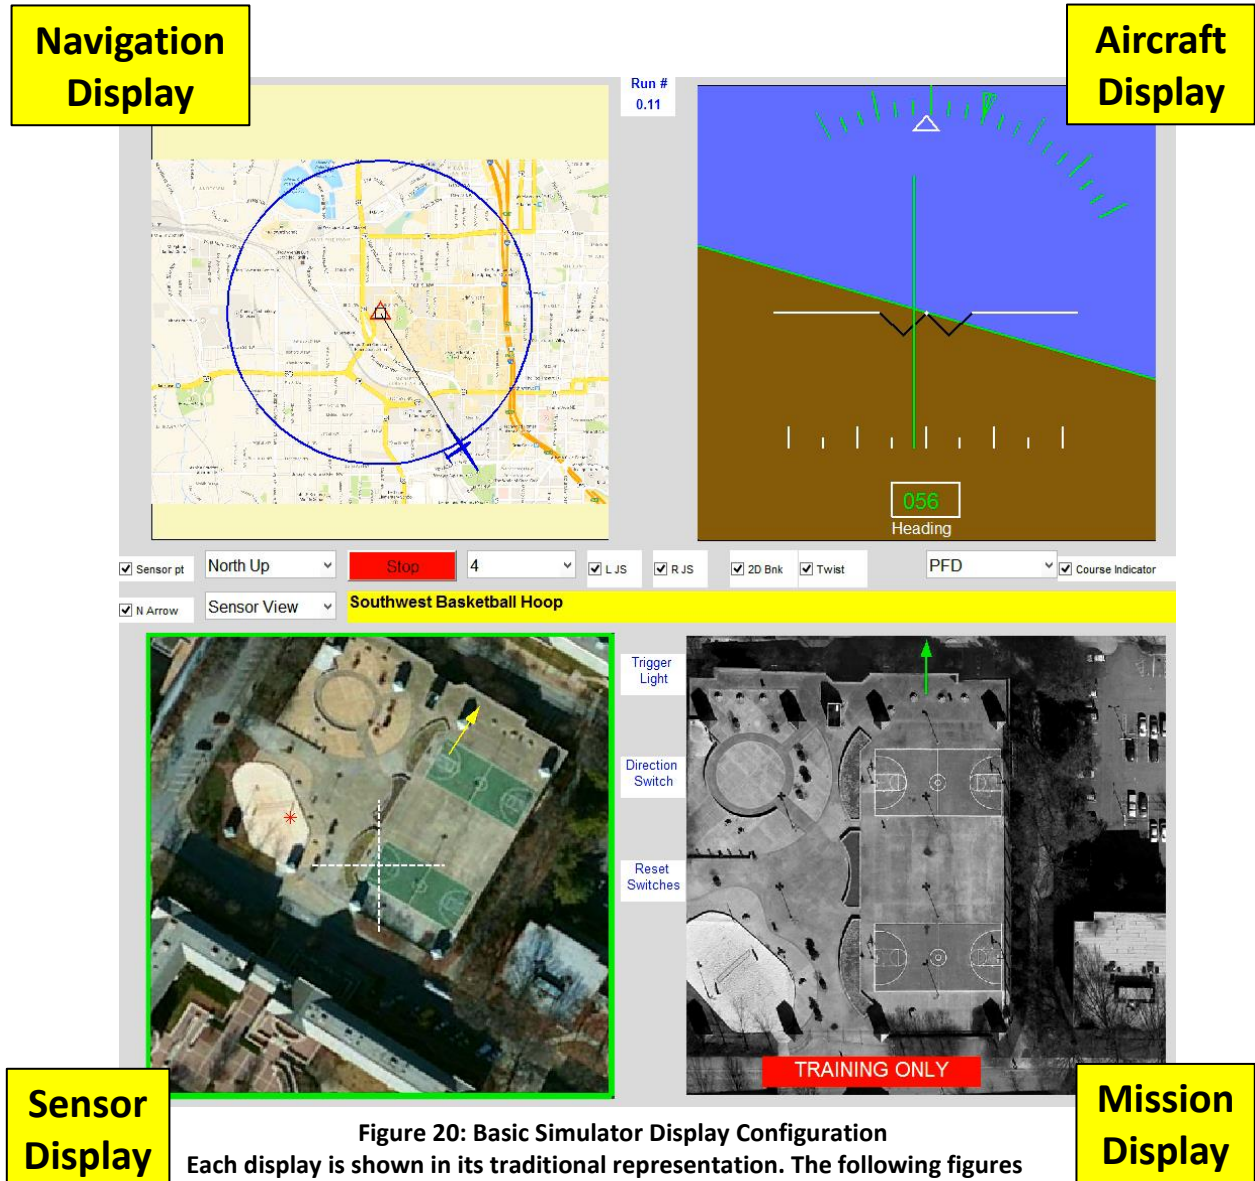 Navigation
Display
Aircraft
Display
Run #
0.11
056
Heading
Sensor pt
North Up
Stop
4
L JS
R JS
2D Bnk
Twist
PFD
Course Indicator
N Arrow
Sensor View
Southwest Basketball Hoop
Trigger
Light
Direction
Switch
Reset
Switches
TRAINING ONLY
Sensor
Display
Mission
Display
Figure 20: Basic Simulator Display Configuration
Each display is shown in its traditional representation. The following figures